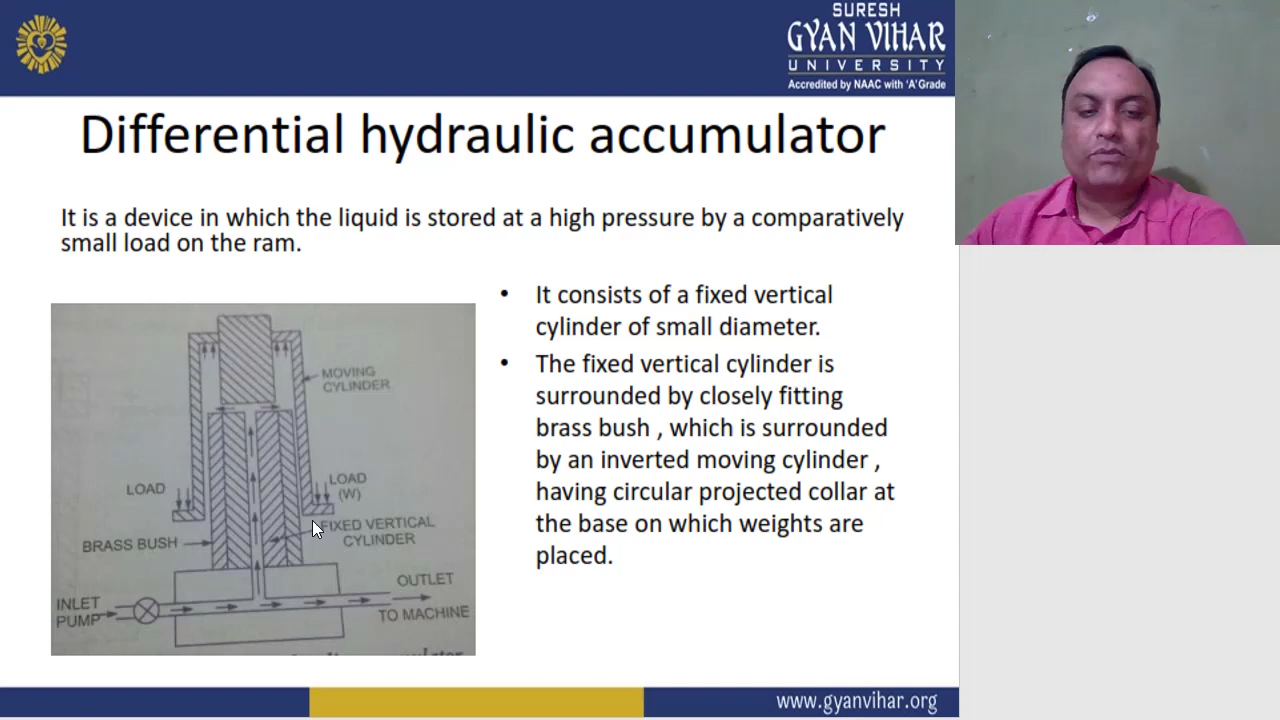 SURESH
GYAN VIHAR
UNIVERSITY
Accredited by NAAC with 'A' Grade
Differential hydraulic accumulator
It is a device in which the liquid is stored at a high pressure by a comparatively
small load on the ram.
• It consists of a fixed vertical
cylinder of small diameter.
• The fixed vertical cylinder is
surrounded by closely fitting
brass bush , which is surrounded
by an inverted moving cylinder ,
having circular projected collar at
the base on which weights are
placed.
MOVING
CYLINDER
LOAD
LOAD
(W)
FIXED VERTICAL
CYLINDER
BRASS BUSH
OUTLET
INLET
PUMP
TO MACHINE
www.gyanvihar.org